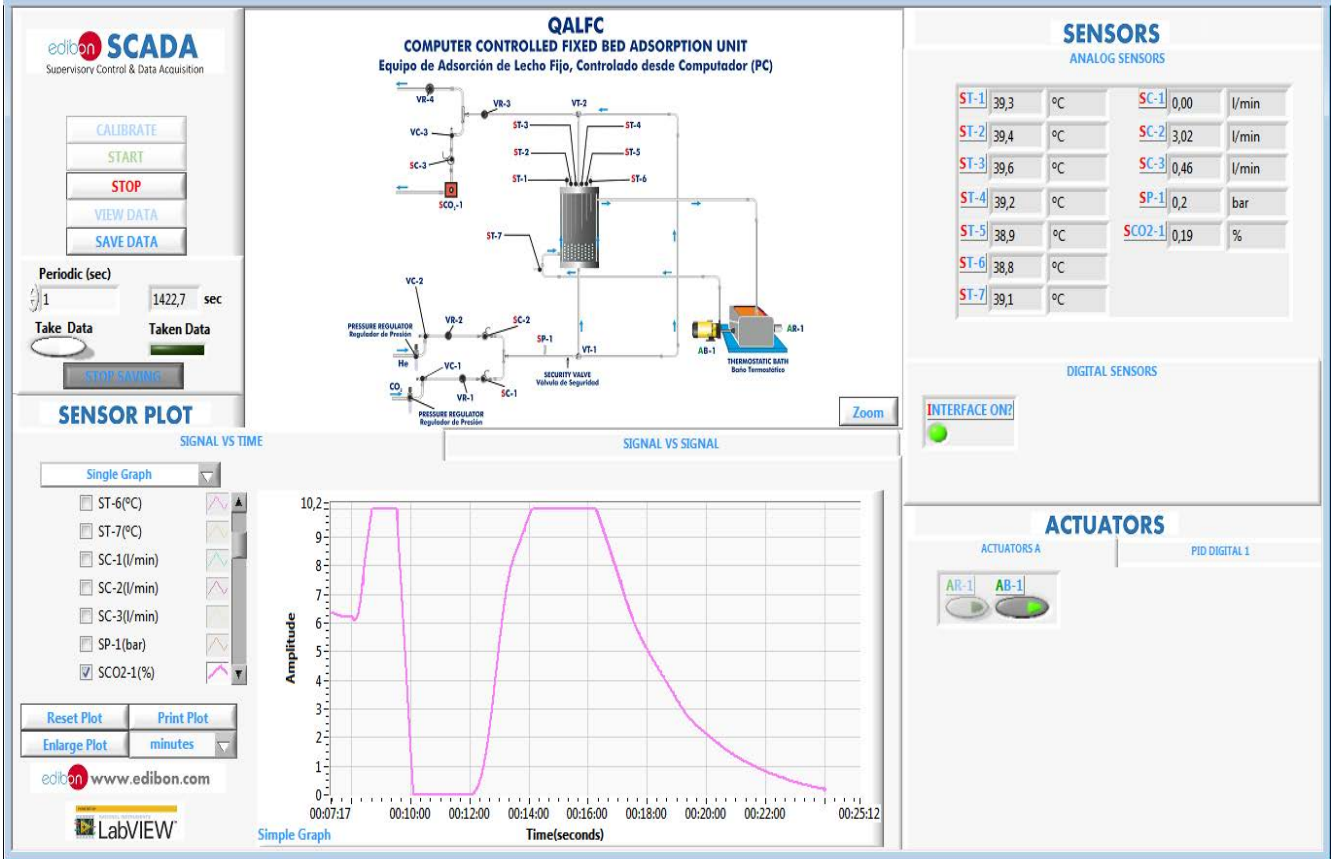 edibon SCADA
Supervisory Control & Data Acquisition
CALIBRATE
START
STOP
VIEW DATA
SAVE DATA
Periodic (sec)
1
1422,7 sec
Take Data
Taken Data
STOP SAVING
QALFC
COMPUTER CONTROLLED FIXED BED ADSORPTION UNIT
Equipo de Adsorción de Lecho Fijo, Controlado desde Computador (PC)
VR-4
VR-3
VT-2
VC-3
ST-3
ST-4
SC-3
ST-2
ST-5
ST-1
ST-6
SCO₂-1
ST-7
VC-2
PRESSURE REGULATOR
Regulador de Presión
VR-2
SC-2
He
SP-1
VT-1
AB-1
AR-1
THERMOSTATIC BATH
Baño Termostático
SECURITY VALVE
Válvula de Seguridad
VC-1
CO₂
VR-1
SC-1
PRESSURE REGULATOR
Regulador de Presión
Zoom
SENSORS
ANALOG SENSORS
ST-1 39,3 ºC SC-1 0,00 l/min
ST-2 39,4 ºC SC-2 3,02 l/min
ST-3 39,6 ºC SC-3 0,46 l/min
ST-4 39,2 ºC SP-1 0,2 bar
ST-5 38,9 ºC SCO2-1 0,19 %
ST-6 38,8 ºC
ST-7 39,1 ºC
DIGITAL SENSORS
INTERFACE ON?
SENSOR PLOT
SIGNAL VS TIME
SIGNAL VS SIGNAL
Single Graph
ST-6(ºC)
ST-7(ºC)
SC-1(l/min)
SC-2(l/min)
SC-3(l/min)
SP-1(bar)
SCO2-1(%)
Reset Plot
Print Plot
Enlarge Plot
minutes
edibon www.edibon.com
LabVIEW
Amplitude
10,2
9
8
7
6
5
4
3
2
1
0
00:07:17 00:10:00 00:12:00 00:14:00 00:16:00 00:18:00 00:20:00 00:22:00 00:25:12
Simple Graph
Time(seconds)
ACTUATORS
ACTUATORS A
PID DIGITAL 1
AR-1
AB-1